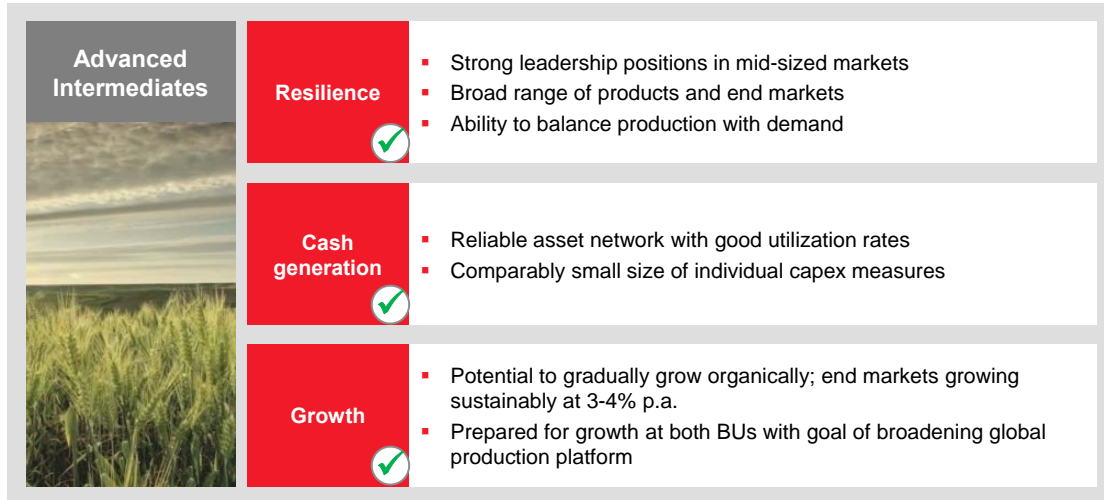 Advanced
Intermediates
Resilience
▪ Strong leadership positions in mid-sized markets
▪ Broad range of products and end markets
▪ Ability to balance production with demand
Cash
generation
▪ Reliable asset network with good utilization rates
▪ Comparably small size of individual capex measures
Growth
▪ Potential to gradually grow organically; end markets growing
sustainably at 3-4% p.a.
▪ Prepared for growth at both BUs with goal of broadening global
production platform